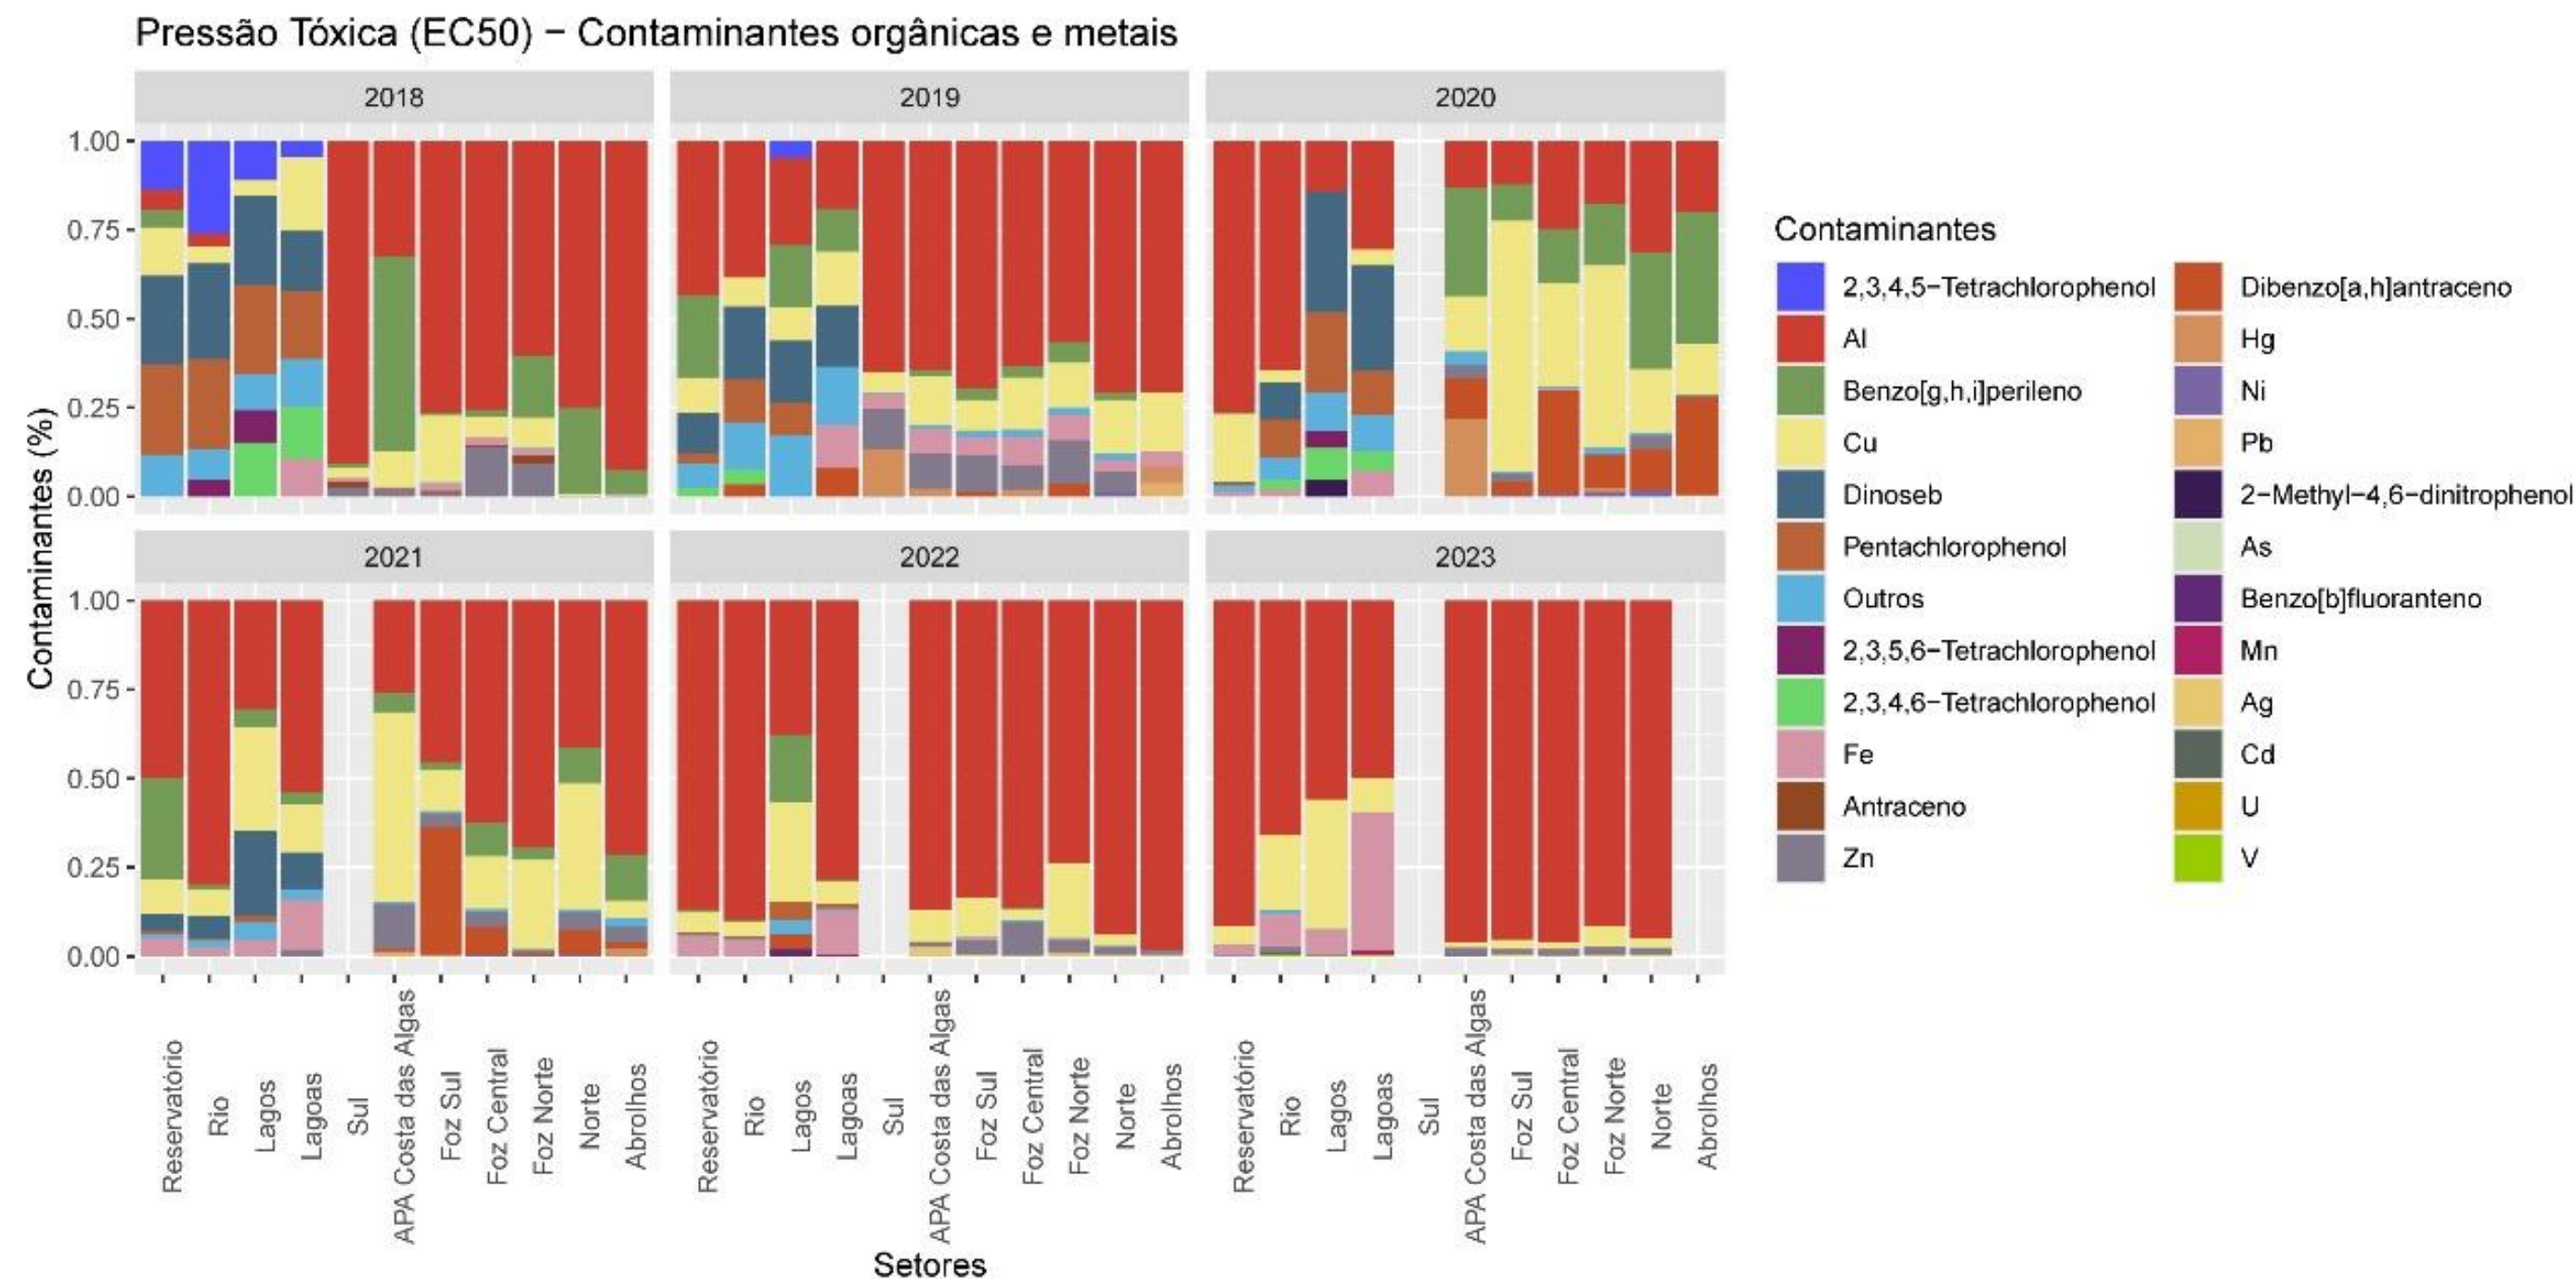 Pressão Tóxica (EC50) − Contaminantes orgânicas e metais
2018
2019
2020
1.00
0.75
0.50
0.25
0.00
2021
2022
2023
1.00
0.75
0.50
0.25
0.00
Contaminantes (%)
Reservatório
Rio
Lagos
Lagoas
Sul
APA Costa das Algas
Foz Sul
Foz Central
Foz Norte
Norte
Abrolhos
Reservatório
Rio
Lagos
Lagoas
Sul
APA Costa das Algas
Foz Sul
Foz Central
Foz Norte
Norte
Abrolhos
Reservatório
Rio
Lagos
Lagoas
Sul
APA Costa das Algas
Foz Sul
Foz Central
Foz Norte
Norte
Abrolhos
Setores
Contaminantes
2,3,4,5−Tetrachlorophenol
Al
Benzo[g,h,i]perileno
Cu
Dinoseb
Pentachlorophenol
Outros
2,3,5,6−Tetrachlorophenol
2,3,4,6−Tetrachlorophenol
Fe
Antraceno
Zn
Dibenzo[a,h]antraceno
Hg
Ni
Pb
2−Methyl−4,6−dinitrophenol
As
Benzo[b]fluoranteno
Mn
Ag
Cd
U
V